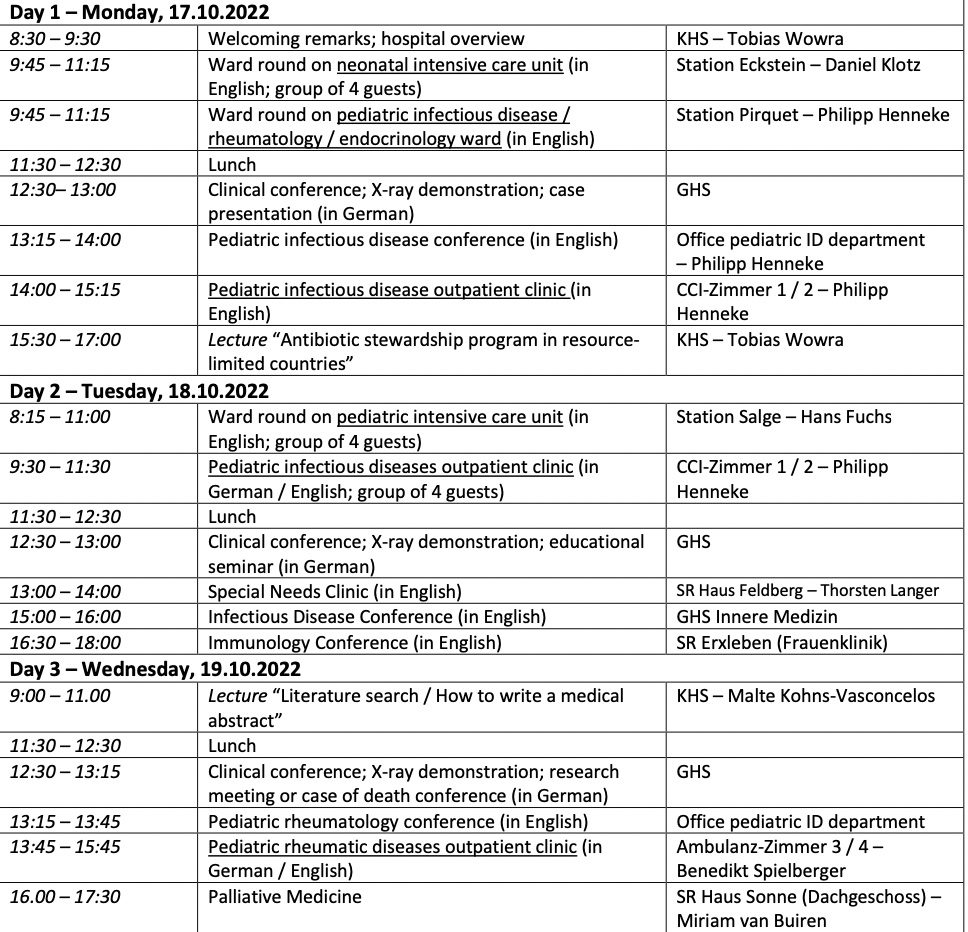 Day 1 – Monday, 17.10.2022
8:30 – 9:30 Welcoming remarks; hospital overview KHS – Tobias Wowra
9:45 – 11:15 Ward round on neonatal intensive care unit (in Station Eckstein – Daniel Klotz
English; group of 4 guests)
9:45 – 11:15 Ward round on pediatric infectious disease / Station Pirquet – Philipp Henneke
rheumatology / endocrinology ward (in English)
11:30 – 12:30 Lunch
12:30– 13:00 Clinical conference; X-ray demonstration; case GHS
presentation (in German)
13:15 – 14:00 Pediatric infectious disease conference (in English) Office pediatric ID department
– Philipp Henneke
14:00 – 15:15 Pediatric infectious disease outpatient clinic (in CCI-Zimmer 1 / 2 – Philipp
English) Henneke
15:30 – 17:00 Lecture “Antibiotic stewardship program in resource- KHS – Tobias Wowra
limited countries”
Day 2 – Tuesday, 18.10.2022
8:15 – 11:00 Ward round on pediatric intensive care unit (in Station Salge – Hans Fuchs
English; group of 4 guests)
9:30 – 11:30 Pediatric infectious diseases outpatient clinic (in CCI-Zimmer 1 / 2 – Philipp
German / English; group of 4 guests) Henneke
11:30 – 12:30 Lunch
12:30 – 13:00 Clinical conference; X-ray demonstration; educational GHS
seminar (in German)
13:00 – 14:00 Special Needs Clinic (in English) SR Haus Feldberg – Thorsten Langer
15:00 – 16:00 Infectious Disease Conference (in English) GHS Innere Medizin
16:30 – 18:00 Immunology Conference (in English) SR Erxleben (Frauenklinik)
Day 3 – Wednesday, 19.10.2022
9:00 – 11.00 Lecture “Literature search / How to write a medical KHS – Malte Kohns-Vasconcelos
abstract”
11:30 – 12:30 Lunch
12:30 – 13:15 Clinical conference; X-ray demonstration; research GHS
meeting or case of death conference (in German)
13:15 – 13:45 Pediatric rheumatology conference (in English) Office pediatric ID department
13:45 – 15:45 Pediatric rheumatic diseases outpatient clinic (in Ambulanz-Zimmer 3 / 4 –
German / English) Benedikt Spielberger
16.00 – 17:30 Palliative Medicine SR Haus Sonne (Dachgeschoss) –
Miriam van Buiren